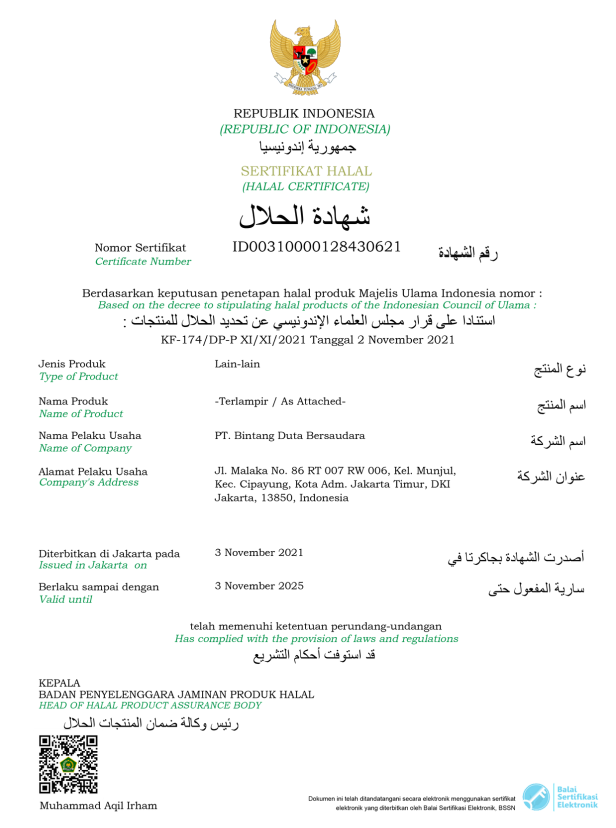 REPUBLIK INDONESIA
(REPUBLIC OF INDONESIA)
جمهورية إندونيسيا
SERTIFIKAT HALAL
(HALAL CERTIFICATE)
شهادة الحلال
Nomor Sertifikat ID00310000128430621 رقم الشهادة
Certificate Number
Berdasarkan keputusan penetapan halal produk Majelis Ulama Indonesia nomor :
Based on the decree to stipulating halal products of the Indonesian Council of Ulama :
استنادا على قرار مجلس العلماء الإندونيسي عن تحديد الحلال للمنتجات :
KF-174/DP-P XI/XI/2021 Tanggal 2 November 2021
Jenis Produk Lain-lain نوع المنتج
Type of Product
Nama Produk -Terlampir / As Attached- اسم المنتج
Name of Product
Nama Pelaku Usaha PT. Bintang Duta Bersaudara اسم الشركة
Name of Company
Alamat Pelaku Usaha Jl. Malaka No. 86 RT 007 RW 006, Kel. Munjul, عنوان الشركة
Company's Address Kec. Cipayung, Kota Adm. Jakarta Timur, DKI
Jakarta, 13850, Indonesia
Diterbitkan di Jakarta pada 3 November 2021 أصدرت الشهادة بجاكرتا في
Issued in Jakarta on
Berlaku sampai dengan 3 November 2025 سارية المفعول حتى
Valid until
telah memenuhi ketentuan perundang-undangan
Has complied with the provision of laws and regulations
قد استوفت أحكام التشريع
KEPALA
BADAN PENYELENGGARA JAMINAN PRODUK HALAL
HEAD OF HALAL PRODUCT ASSURANCE BODY
رئيس وكالة ضمان المنتجات الحلال
Muhammad Aqil Irham
Dokumen ini telah ditandatangani secara elektronik menggunakan sertifikat
elektronik yang diterbitkan oleh Balai Sertifikasi Elektronik, BSSN
Balai
Sertifikasi
Elektronik